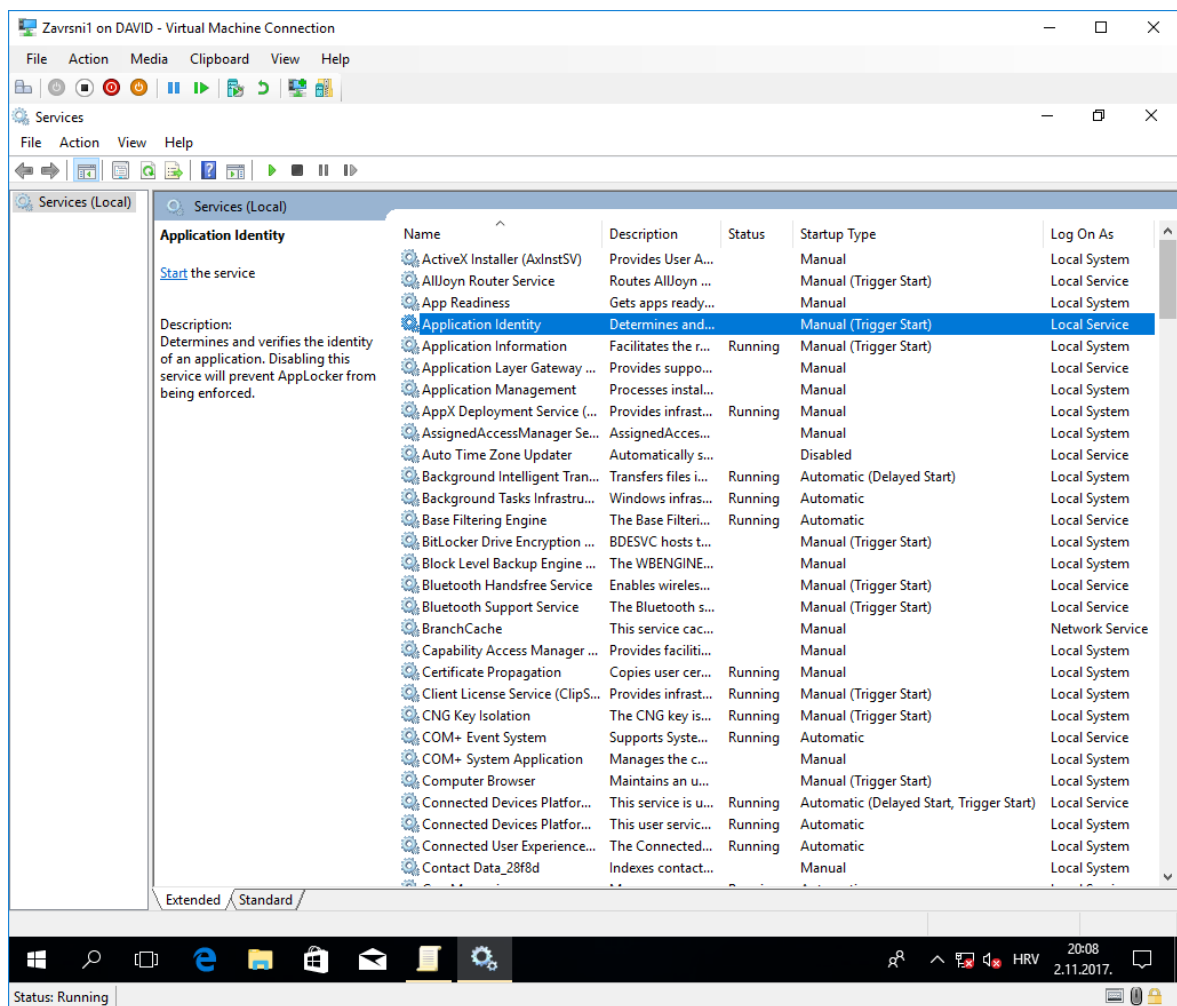 Zavrsni1 on DAVID - Virtual Machine Connection
File Action Media Clipboard View Help
Services
File Action View Help
Services (Local)
Services (Local)
Application Identity
Start the service
Description:
Determines and verifies the identity
of an application. Disabling this
service will prevent AppLocker from
being enforced.
Name Description Status Startup Type Log On As
ActiveX Installer (AxInstSV) Provides User A... Manual Local System
AllJoyn Router Service Routes AllJoyn ... Manual (Trigger Start) Local Service
App Readiness Gets apps ready... Manual Local System
Application Identity Determines and... Manual (Trigger Start) Local Service
Application Information Facilitates the r... Running Manual (Trigger Start) Local System
Application Layer Gateway ... Provides suppo... Manual Local Service
Application Management Processes instal... Manual Local System
AppX Deployment Service (... Provides infrast... Running Manual Local System
AssignedAccessManager Se... AssignedAcces... Manual Local System
Auto Time Zone Updater Automatically s... Disabled Local Service
Background Intelligent Tran... Transfers files i... Running Automatic (Delayed Start) Local System
Background Tasks Infrastru... Windows infras... Running Automatic Local System
Base Filtering Engine The Base Filteri... Running Automatic Local Service
BitLocker Drive Encryption ... BDESVC hosts t... Manual (Trigger Start) Local System
Block Level Backup Engine ... The WBENGINE... Manual Local System
Bluetooth Handsfree Service Enables wireles... Manual (Trigger Start) Local Service
Bluetooth Support Service The Bluetooth s... Manual (Trigger Start) Local Service
BranchCache This service cac... Manual Network Service
Capability Access Manager ... Provides faciliti... Manual Local System
Certificate Propagation Copies user cer... Running Manual Local System
Client License Service (ClipS... Provides infrast... Running Manual (Trigger Start) Local System
CNG Key Isolation The CNG key is... Running Manual (Trigger Start) Local System
COM+ Event System Supports Syste... Running Automatic Local Service
COM+ System Application Manages the c... Manual Local System
Computer Browser Maintains an u... Manual (Trigger Start) Local System
Connected Devices Platfor... This service is u... Running Automatic (Delayed Start, Trigger Start) Local Service
Connected Devices Platfor... This user servic... Running Automatic Local System
Connected User Experience... The Connected... Running Automatic Local System
Contact Data_28f8d Indexes contact... Manual Local System
Extended Standard
HRV 20:08
2.11.2017.
Status: Running